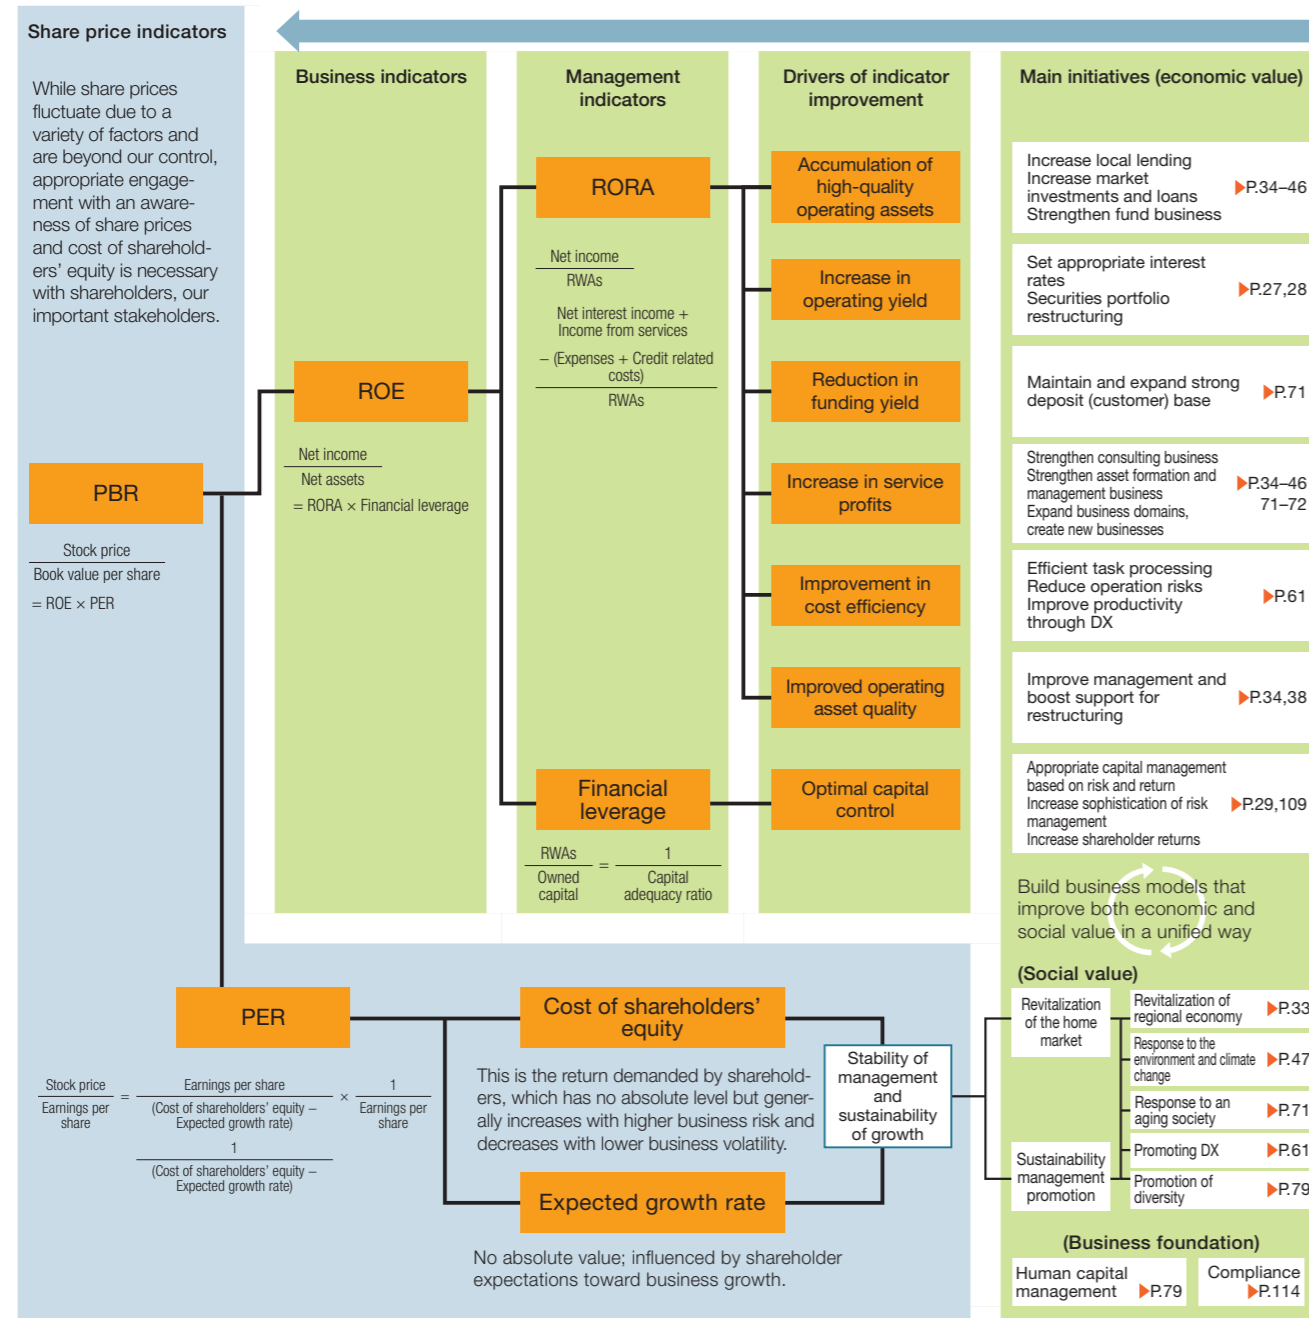 Share price indicators
While share prices
fluctuate due to a
variety of factors and
are beyond our control,
appropriate engage-
ment with an aware-
ness of share prices
and cost of sharehold-
ers' equity is necessary
with shareholders, our
important stakeholders.
PBR
Stock price
Book value per share
= ROE × PER
Business indicators
ROE
Net income
Net assets
= RORA × Financial leverage
Management
indicators
RORA
Net income
RWAs
Net interest income +
Income from services
– (Expenses + Credit related
costs)
RWAs
Financial
leverage
RWAs
Owned
capital
=
1
Capital
adequacy ratio
Drivers of indicator
improvement
Accumulation of
high-quality
operating assets
Increase in
operating yield
Reduction in
funding yield
Increase in service
profits
Improvement in
cost efficiency
Improved operating
asset quality
Optimal capital
control
Main initiatives (economic value)
Increase local lending
Increase market
investments and loans
Strengthen fund business
▶P.34–46
Set appropriate interest
rates
Securities portfolio
restructuring
▶P.27,28
Maintain and expand strong
deposit (customer) base
▶P.71
Strengthen consulting business
Strengthen asset formation and
management business
Expand business domains,
create new businesses
▶P.34–46
71–72
Efficient task processing
Reduce operation risks
Improve productivity
through DX
▶P.61
Improve management and
boost support for
restructuring
▶P.34,38
Appropriate capital management
based on risk and return
Increase sophistication of risk
management
Increase shareholder returns
▶P.29,109
Build business models that
improve both economic and
social value in a unified way
PER
Stock price
Earnings per
share
=
Earnings per share
(Cost of shareholders' equity –
Expected growth rate)
×
1
Earnings per
share
1
(Cost of shareholders' equity –
Expected growth rate)
Cost of shareholders'
equity
This is the return demanded by sharehold-
ers, which has no absolute level but gener-
ally increases with higher business risk and
decreases with lower business volatility.
Expected growth rate
No absolute value; influenced by shareholder
expectations toward business growth.
Stability of
management
and
sustainability
of growth
(Social value)
Revitalization
of the home
market
Sustainability
management
promotion
Revitalization of
regional economy
▶P.33
Response to the
environment and climate
change
▶P.47
Response to an
aging society
▶P.71
Promoting DX
▶P.61
Promotion of
diversity
▶P.79
(Business foundation)
Human capital
management ▶P.79
Compliance
▶P.114